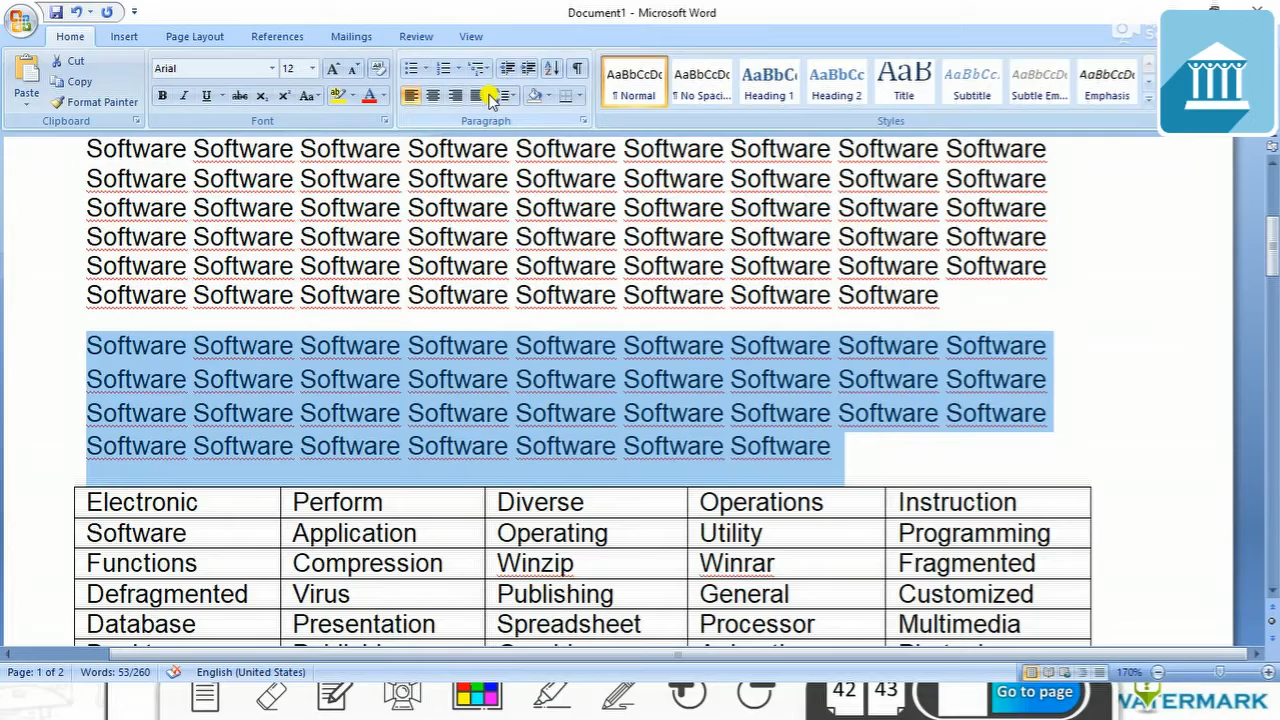 Document1 - Microsoft Word
Home Insert Page Layout References Mailings Review View
Paste
Cut
Copy
Format Painter
Clipboard
Arial 12
Font
Paragraph
AaBbCcDc AaBbCcDc AaBbC AaBbCc AaB AaBbCc. AaBbCcDc AaBbCcDc
¶ Normal ¶ No Spaci... Heading 1 Heading 2 Title Subtitle Subtle Em... Emphasis
Styles
Software Software Software Software Software Software Software Software Software
Software Software Software Software Software Software Software Software Software
Software Software Software Software Software Software Software Software Software
Software Software Software Software Software Software Software Software Software
Software Software Software Software Software Software Software Software Software
Software Software Software Software Software Software Software Software
Software Software Software Software Software Software Software Software Software
Software Software Software Software Software Software Software Software Software
Software Software Software Software Software Software Software Software Software
Software Software Software Software Software Software Software
Electronic Perform Diverse Operations Instruction
Software Application Operating Utility Programming
Functions Compression Winzip Winrar Fragmented
Defragmented Virus Publishing General Customized
Database Presentation Spreadsheet Processor Multimedia
Page: 1 of 2 Words: 53/260 English (United States) 170%
42 43 Go to page WATERMARK